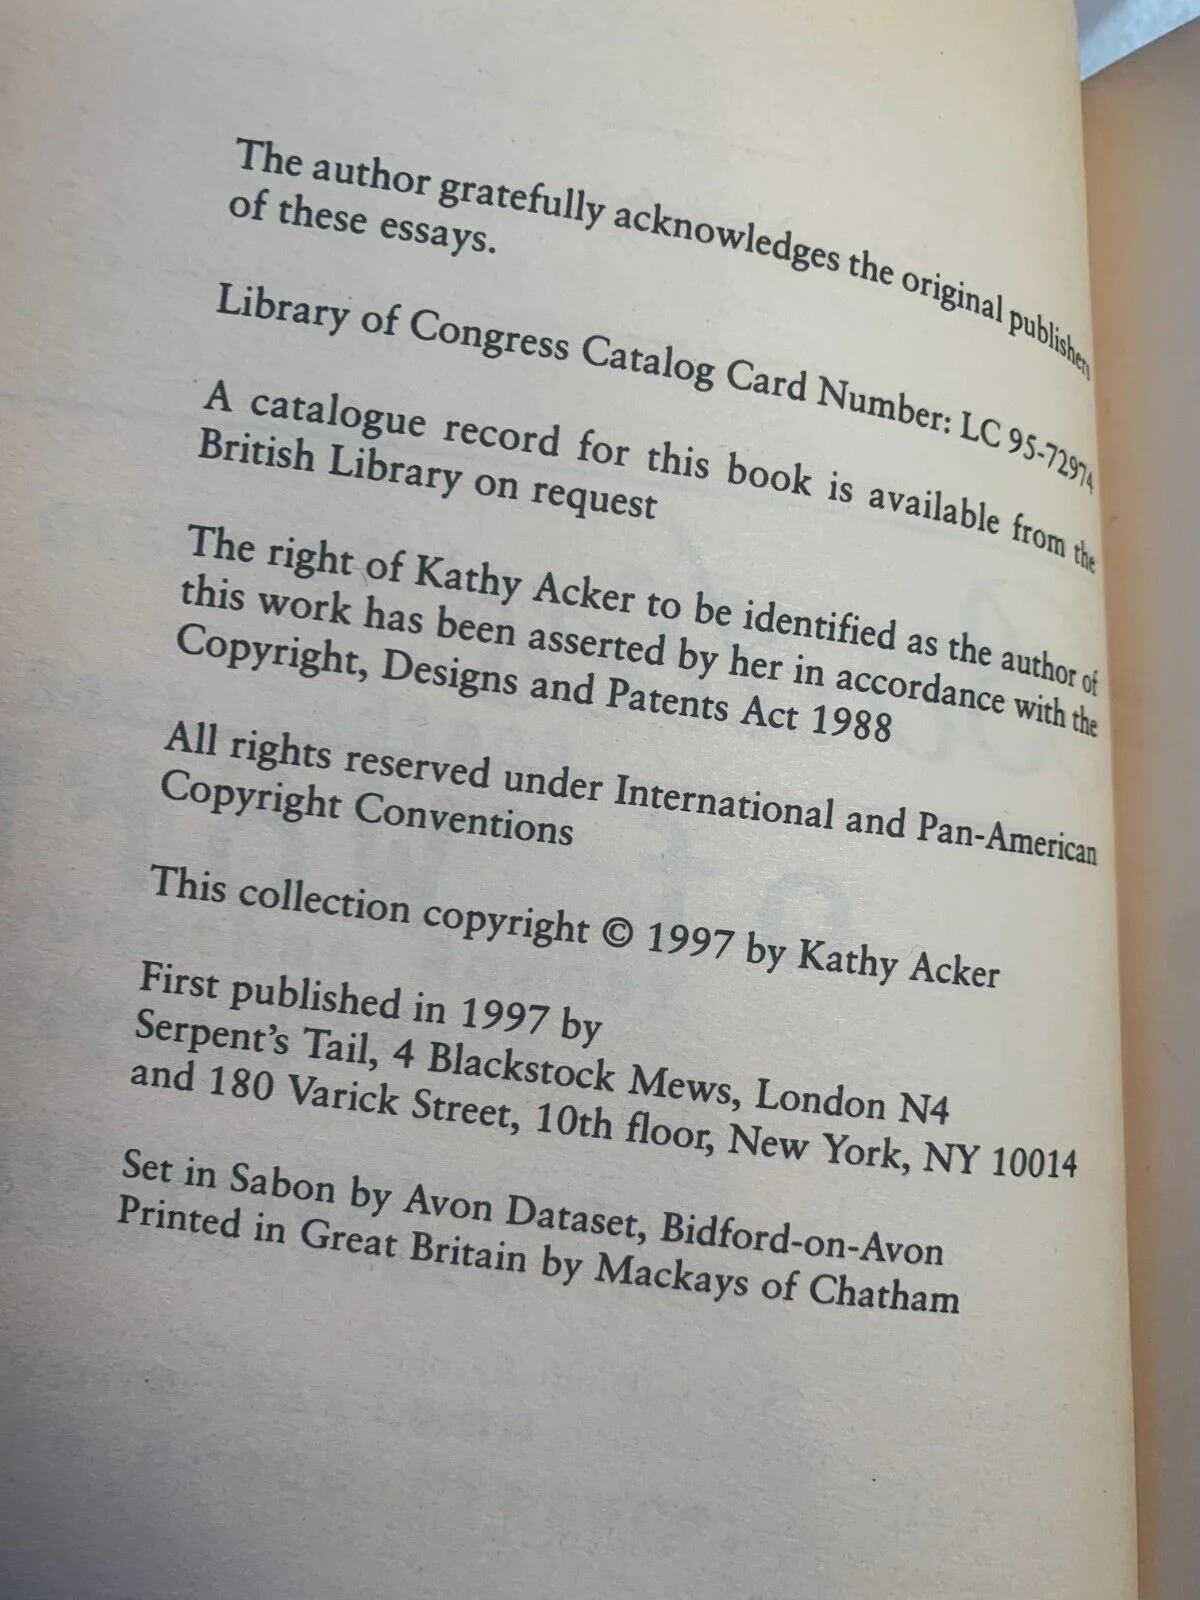 The author gratefully acknowledges the original publishers
of these essays.
Library of Congress Catalog Card Number: LC 95-72974
A catalogue record for this book is available from the
British Library on request
The right of Kathy Acker to be identified as the author of
this work has been asserted by her in accordance with the
Copyright, Designs and Patents Act 1988
All rights reserved under International and Pan-American
Copyright Conventions
This collection copyright © 1997 by Kathy Acker
First published in 1997 by
Serpent's Tail, 4 Blackstock Mews, London N4
and 180 Varick Street, 10th floor, New York, NY 10014
Set in Sabon by Avon Dataset, Bidford-on-Avon
Printed in Great Britain by Mackays of Chatham